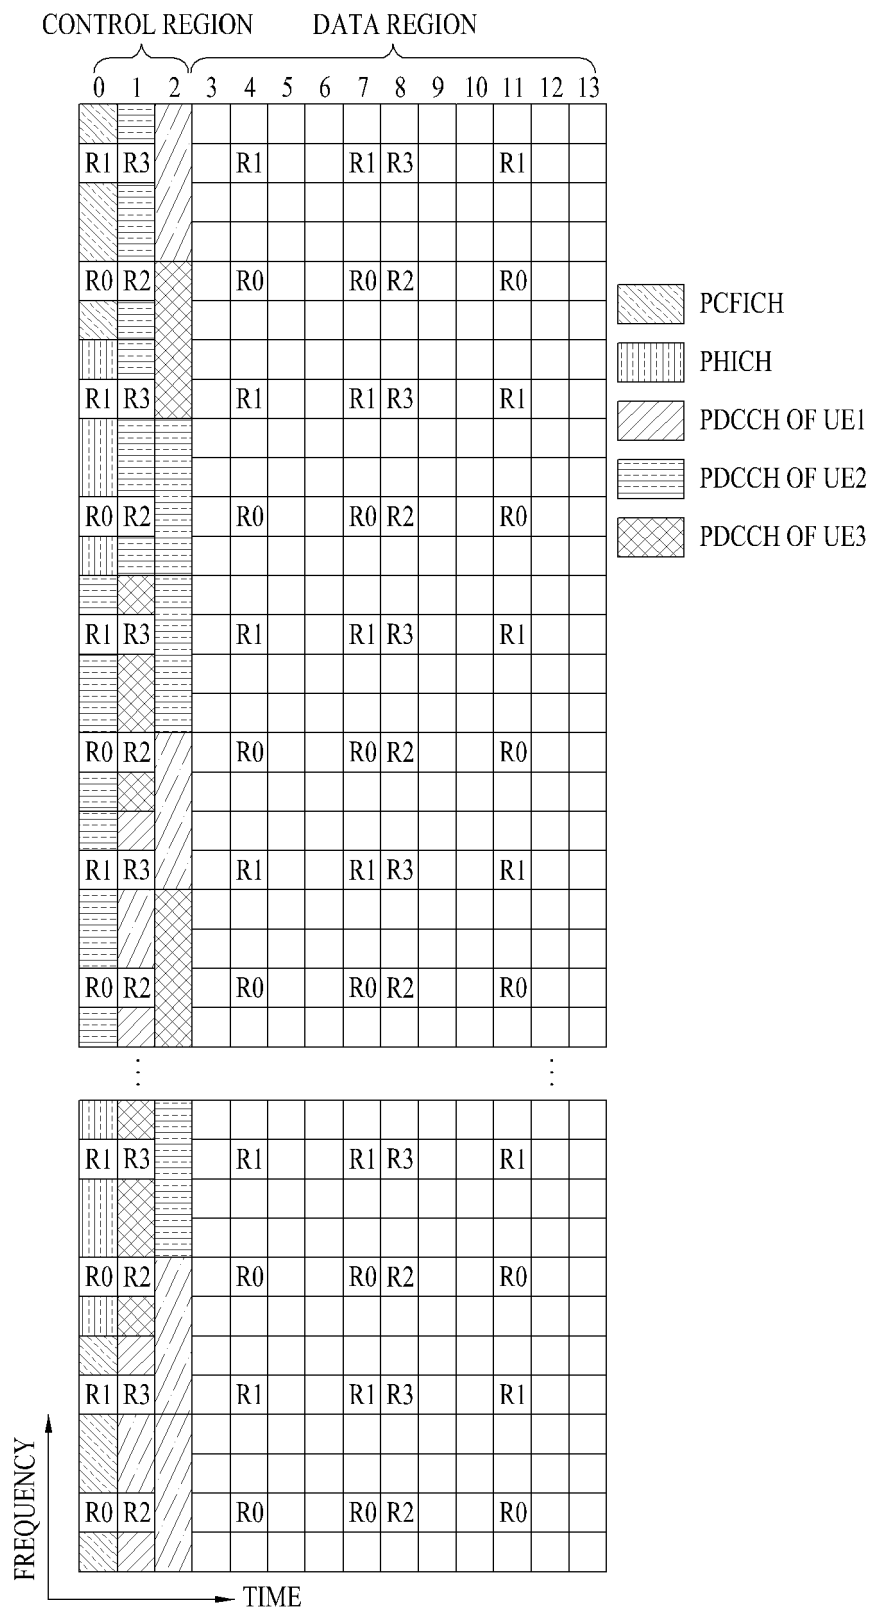 CONTROL REGION DATA REGION
0 1 2 3 4 5 6 7 8 9 10 11 12 13
R1 R3 R1 R1 R3 R1
R0 R2 R0 R0 R2 R0
PCFICH
PHICH
R1 R3 R1 R1 R3 R1
PDCCH OF UE1
PDCCH OF UE2
R0 R2 R0 R0 R2 R0
PDCCH OF UE3
R1 R3 R1 R1 R3 R1
R0 R2 R0 R0 R2 R0
R1 R3 R1 R1 R3 R1
R0 R2 R0 R0 R2 R0
R1 R3 R1 R1 R3 R1
R0 R2 R0 R0 R2 R0
R1 R3 R1 R1 R3 R1
R0 R2 R0 R0 R2 R0
FREQUENCY
TIME